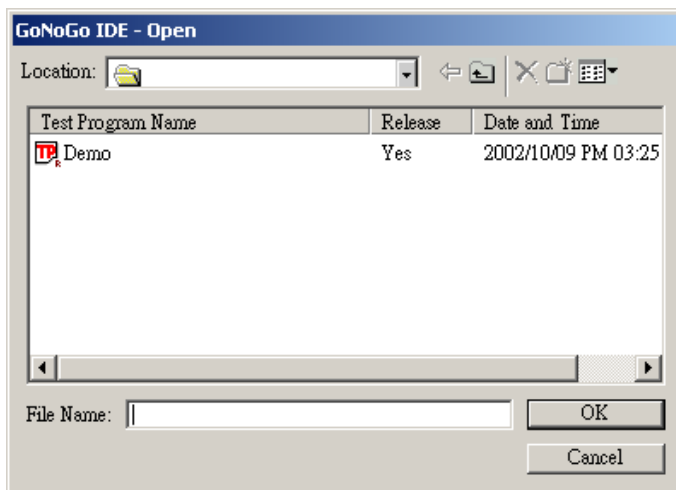 GoNoGo IDE - Open
Location:
Test Program Name Release Date and Time
TP R Demo Yes 2002/10/09 PM 03:25
File Name: OK
Cancel